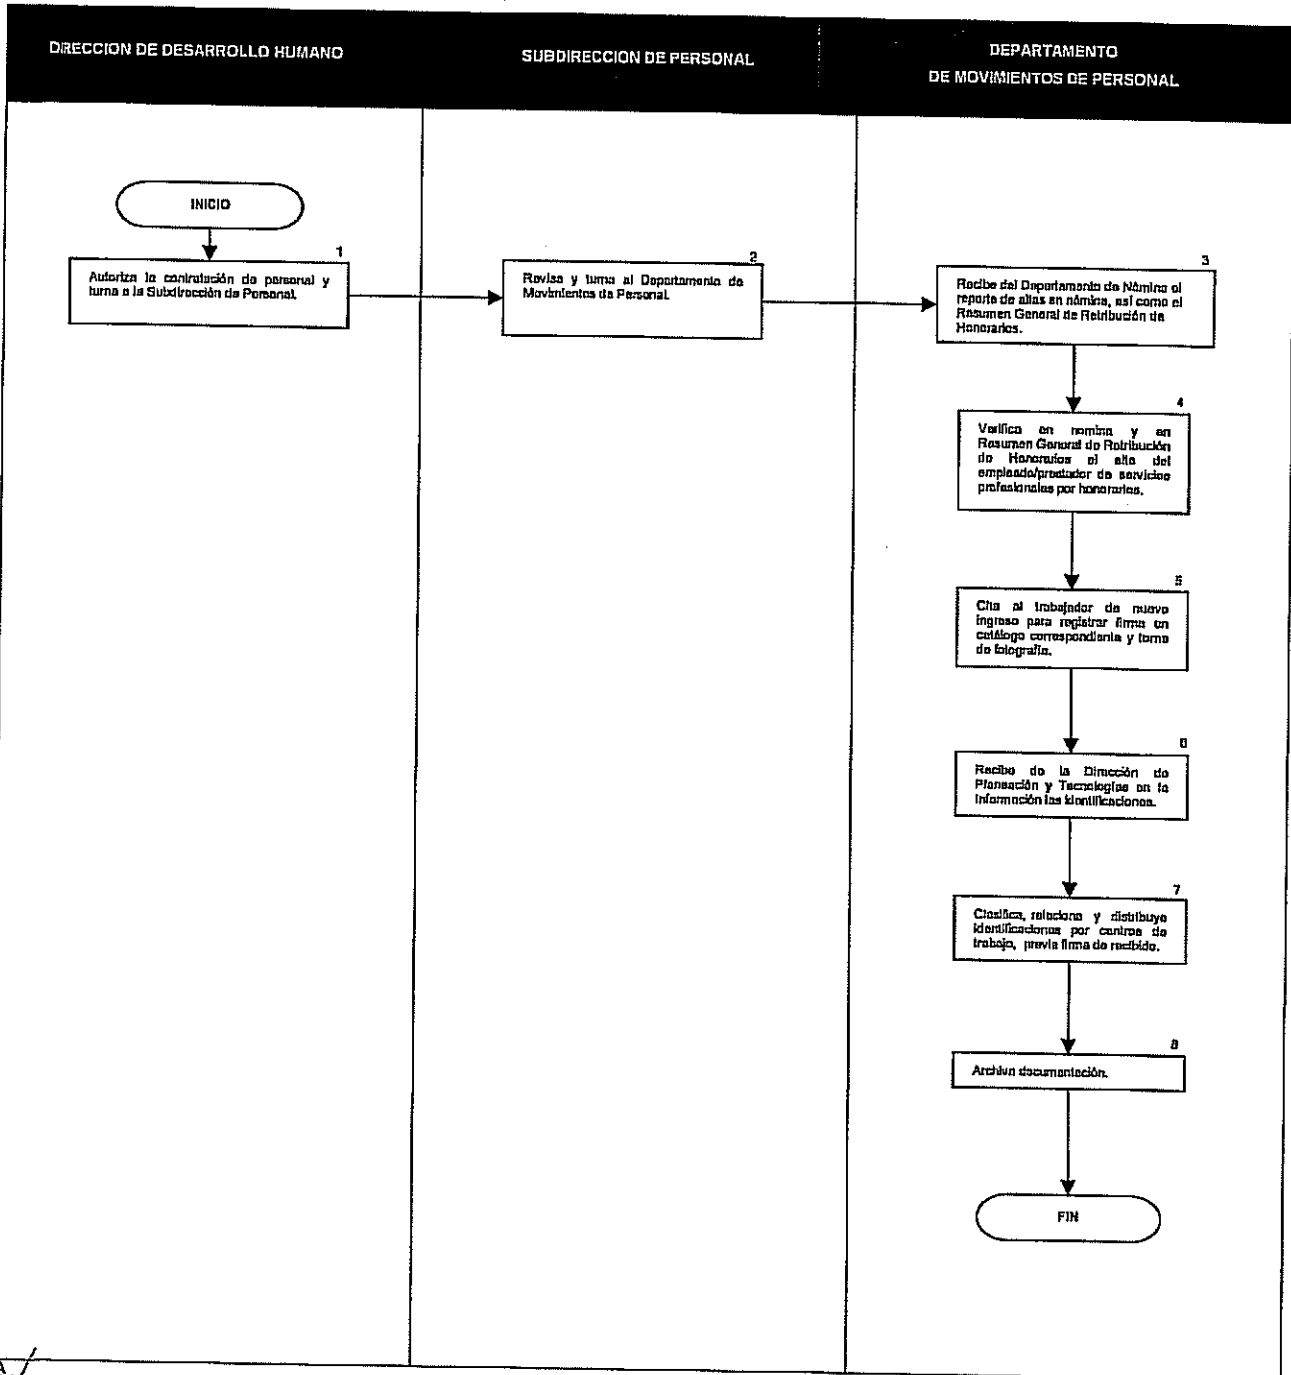 DIRECCION DE DESARROLLO HUMANO
SUBDIRECCION DE PERSONAL
DEPARTAMENTO
DE MOVIMIENTOS DE PERSONAL
INICIO
1
Autoriza la contratación de personal y
turna a la Subdirección de Personal.
2
Revisa y turna al Departamento de
Movimientos de Personal.
3
Recibe del Departamento de Nómina el
reporte de altas en nómina, así como el
Resumen General de Retribución de
Honorarios.
4
Verifica en nomina y en
Resumen General de Retribución
de Honorarios el alta del
empleado/prestador de servicios
profesionales por honorarios.
5
Cita al trabajador de nuevo
ingreso para registrar firma en
catálogo correspondiente y toma
de fotografía.
6
Recibe de la Dirección de
Planeación y Tecnologías en la
Información las identificaciones.
7
Clasifica, relaciona y distribuye
identificaciones por centros de
trabajo, previa firma de recibido.
8
Archiva documentación.
FIN